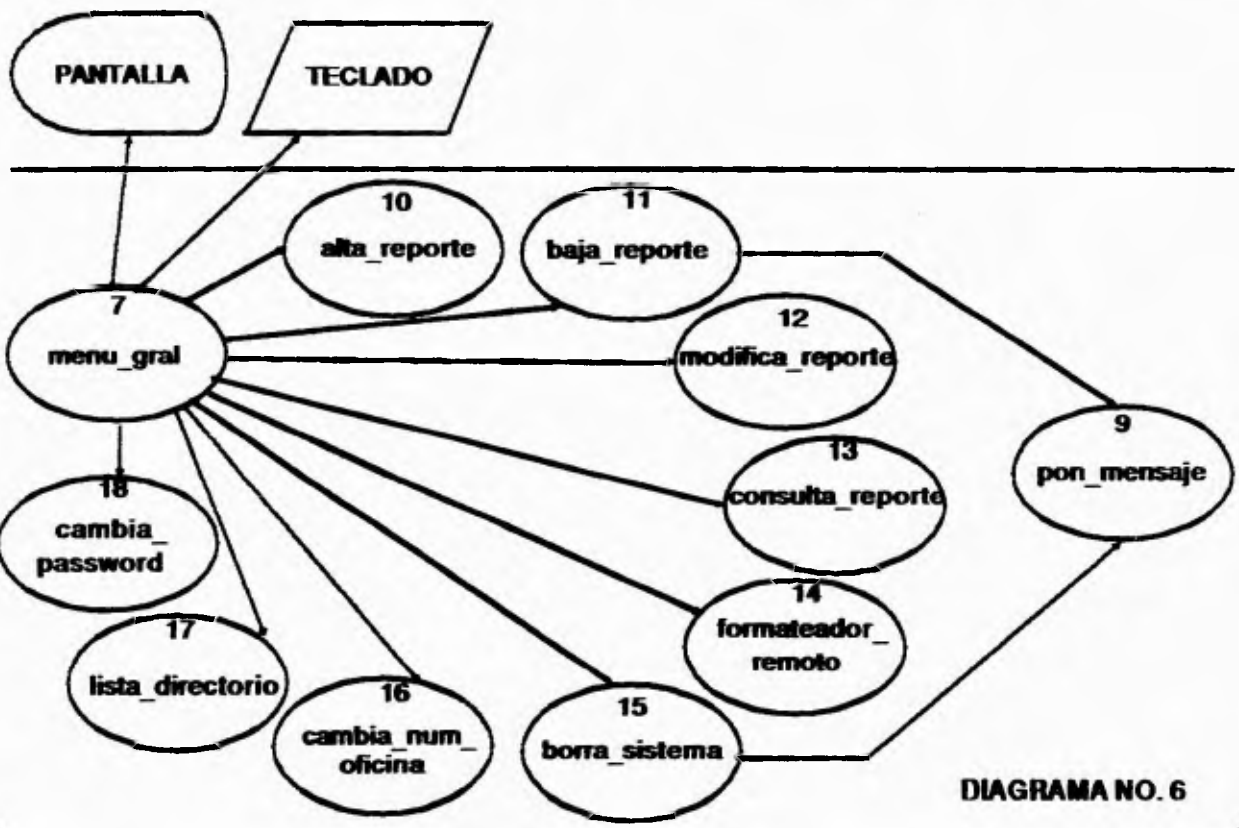 PANTALLA
TECLADO
10
alta_reporte
11
baja_reporte
7
menu_gral
12
modifica_reporte
9
pon_mensaje
13
consulta_reporte
18
cambia_
password
14
formateador_
remoto
17
lista_directorio
16
cambia_num_
oficina
15
borra_sistema
DIAGRAMA NO. 6